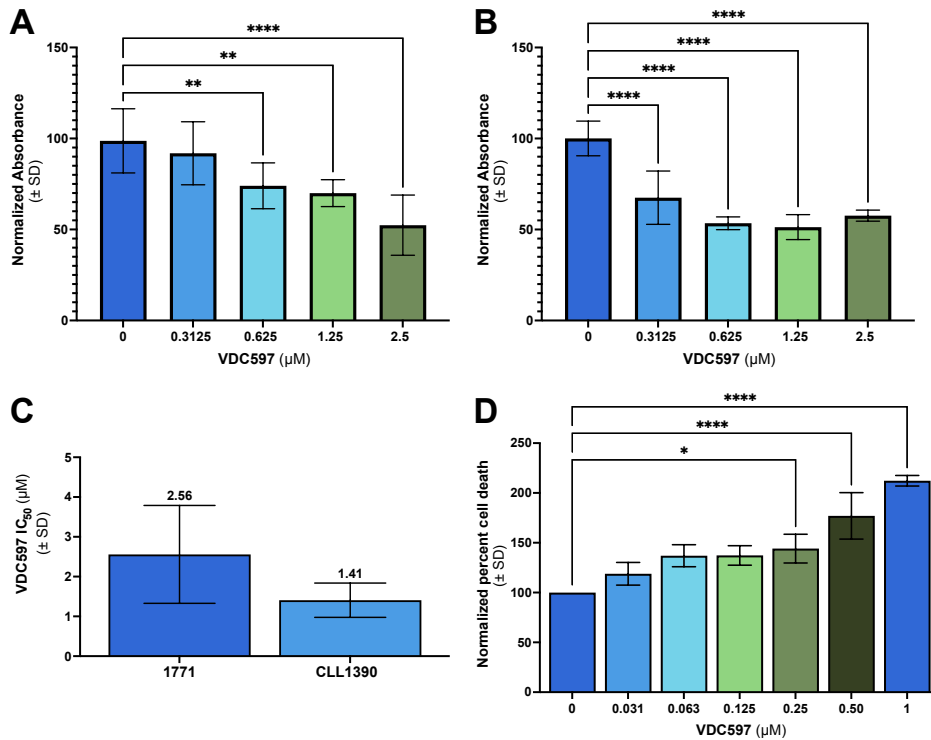 A
****
**
**
150
100
50
0
Normalized Absorbance
(± SD)
0 0.3125 0.625 1.25 2.5
VDC597 (µM)
B
****
****
****
****
150
100
50
0
Normalized Absorbance
(± SD)
0 0.3125 0.625 1.25 2.5
VDC597 (µM)
C
5
4
3
2
1
0
VDC597 IC50 (µM)
(± SD)
2.56
1.41
1771 CLL1390
D
****
****
*
250
200
150
100
50
0
Normalized percent cell death
(± SD)
0 0.031 0.063 0.125 0.25 0.50 1
VDC597 (µM)